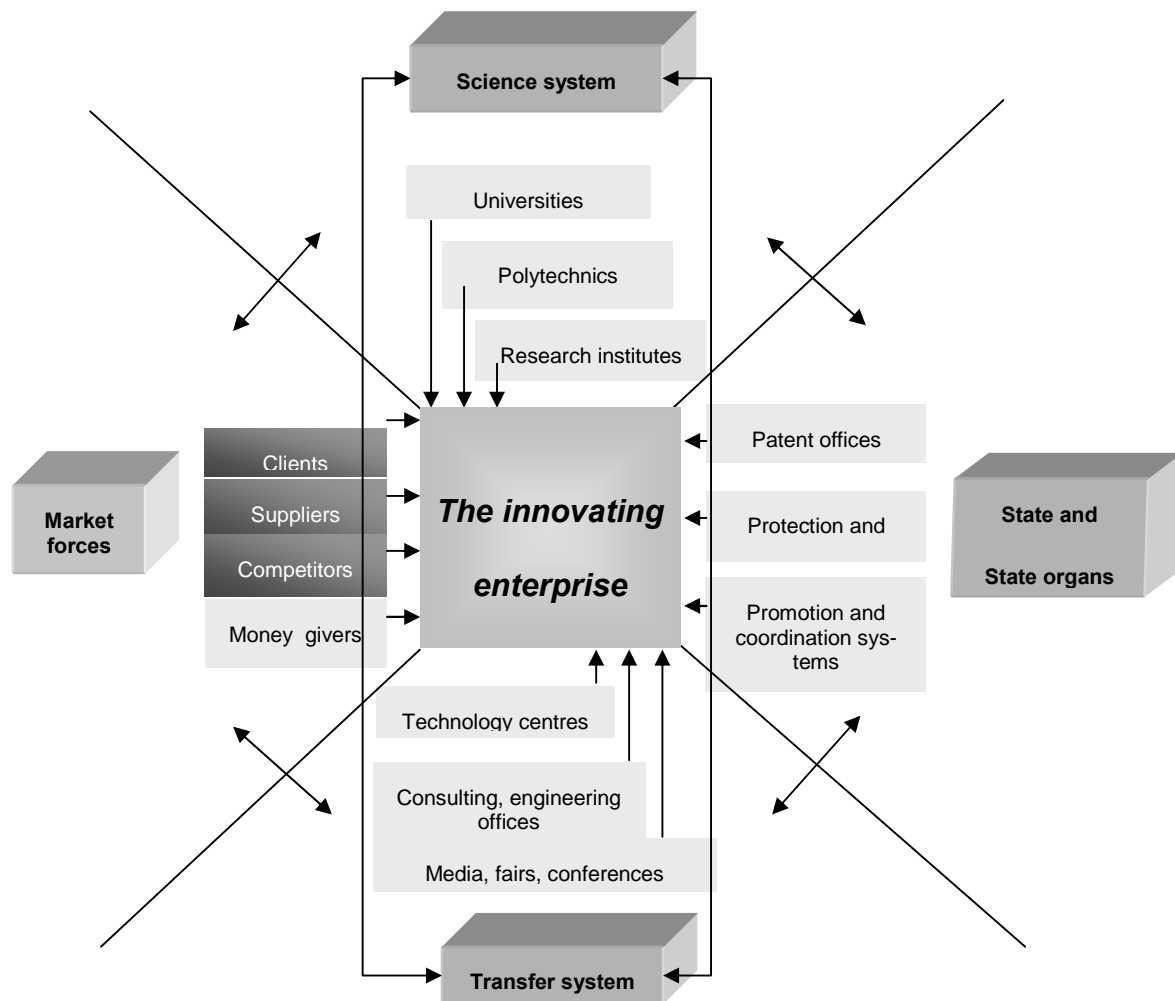 Science system
Universities
Polytechnics
Research institutes
Market
forces
Clients
Suppliers
Competitors
Money givers
The innovating
enterprise
Patent offices
Protection and
Promotion and
coordination sys-
tems
State and
State organs
Technology centres
Consulting, engineering
offices
Media, fairs, conferences
Transfer system